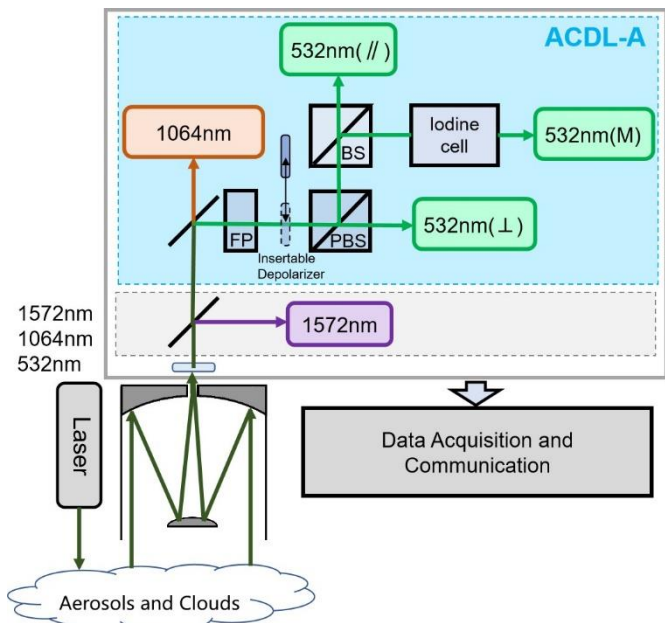 ACDL-A
532nm(//)
1064nm
Iodine
cell
532nm(M)
BS
532nm(⊥)
FP
PBS
Insertable
Depolarizer
1572nm
1064nm
532nm
1572nm
Laser
Data Acquisition and
Communication
Aerosols and Clouds